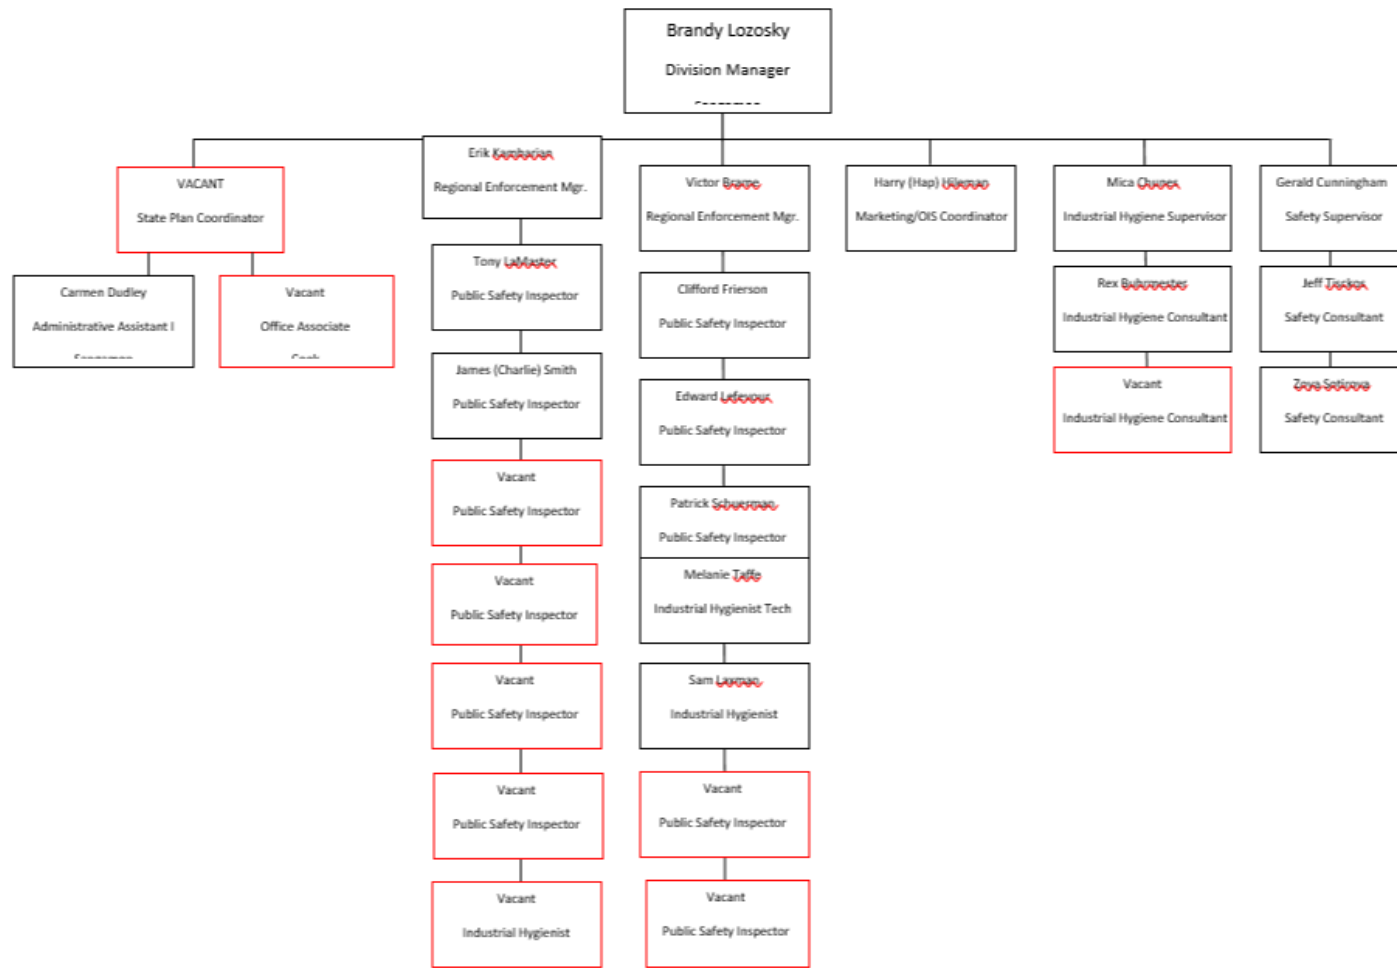 Brandy Lozosky
Division Manager
VACANT
State Plan Coordinator
Carmen Dudley
Administrative Assistant I
Vacant
Office Associate
Erik Kambarian
Regional Enforcement Mgr.
Tony LaMaster
Public Safety Inspector
James (Charlie) Smith
Public Safety Inspector
Vacant
Public Safety Inspector
Vacant
Public Safety Inspector
Vacant
Public Safety Inspector
Vacant
Public Safety Inspector
Vacant
Industrial Hygienist
Victor Brame
Regional Enforcement Mgr.
Clifford Frierson
Public Safety Inspector
Edward Lefevour
Public Safety Inspector
Patrick Schuerman
Public Safety Inspector
Melanie Taffe
Industrial Hygienist Tech
Sam Laxman
Industrial Hygienist
Vacant
Public Safety Inspector
Vacant
Public Safety Inspector
Harry (Hap) Hileman
Marketing/OIS Coordinator
Mica
Industrial Hygiene Supervisor
Rex Buhrmester
Industrial Hygiene Consultant
Vacant
Industrial Hygiene Consultant
Gerald Cunningham
Safety Supervisor
Jeff
Safety Consultant
Zoya Sotirova
Safety Consultant